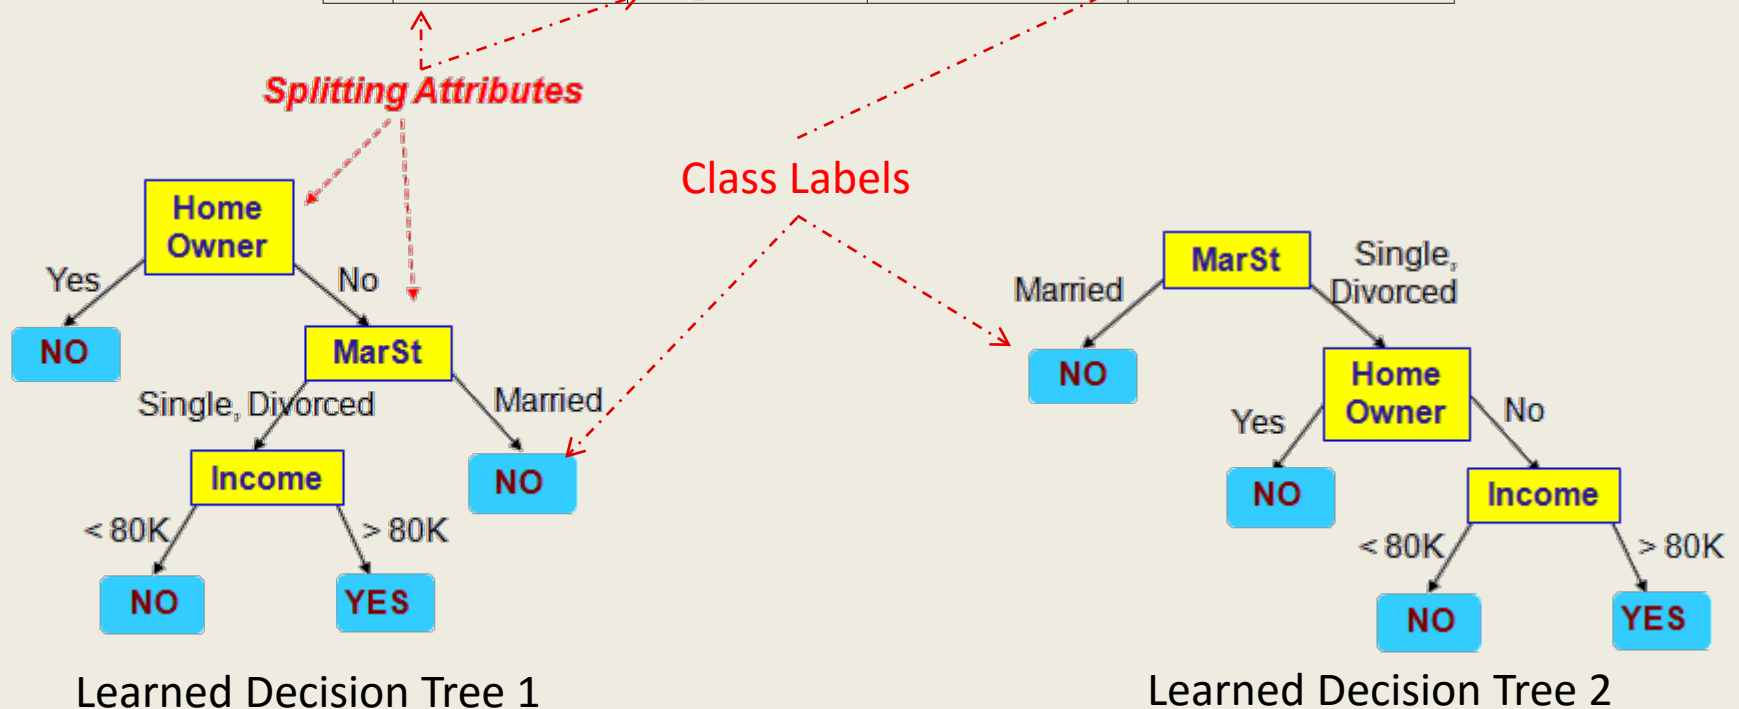 Splitting Attributes
Class Labels
Home
Owner
Yes
No
NO
MarSt
Single, Divorced
Married
Income
NO
< 80K
> 80K
NO
YES
Learned Decision Tree 1
MarSt
Single,
Divorced
Married
NO
Home
Owner
Yes
No
NO
Income
< 80K
> 80K
NO
YES
Learned Decision Tree 2